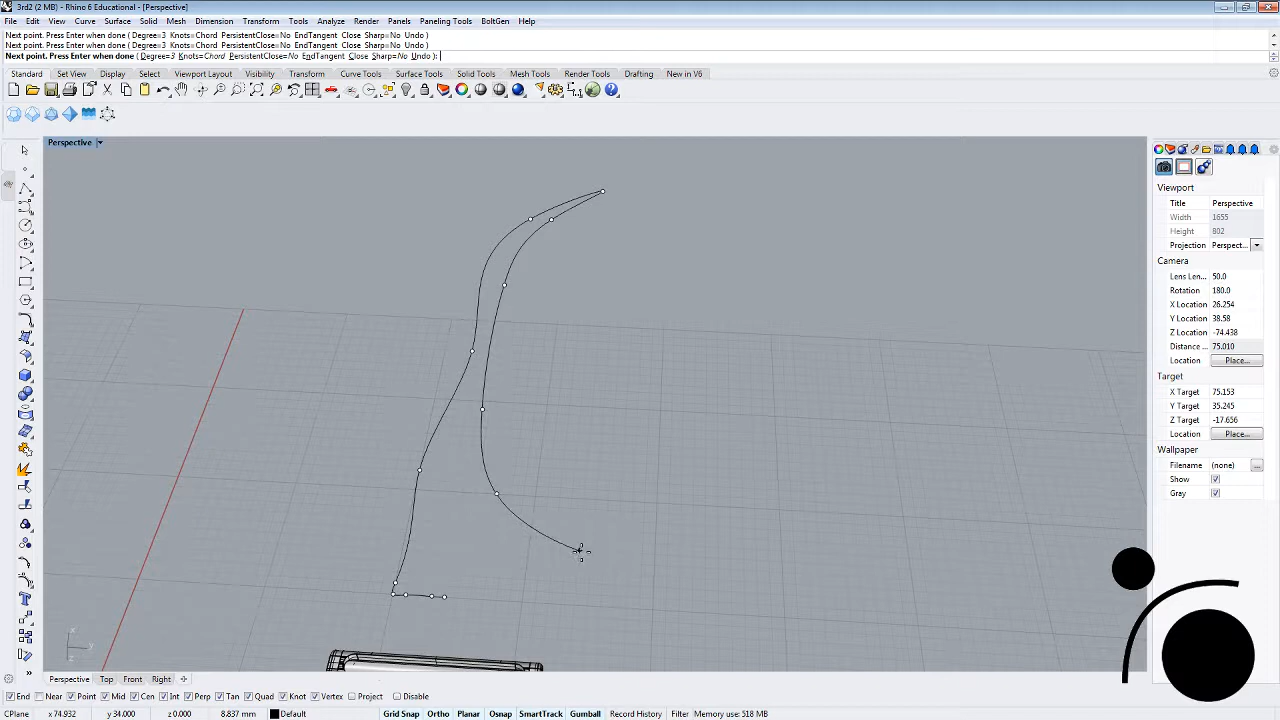 3rd2 (2 MB) - Rhino 6 Educational - [Perspective]
File Edit View Curve Surface Solid Mesh Dimension Transform Tools Analyze Render Panels Paneling Tools BoltGen Help
Next point. Press Enter when done ( Degree=3 Knots=Chord PersistentClose=No EndTangent Close Sharp=No Undo )
Next point. Press Enter when done ( Degree=3 Knots=Chord PersistentClose=No EndTangent Close Sharp=No Undo )
Next point. Press Enter when done ( Degree=3 Knots=Chord PersistentClose=No EndTangent Close Sharp=No Undo ):
Standard Set View Display Select Viewport Layout Visibility Transform Curve Tools Surface Tools Solid Tools Mesh Tools Render Tools Drafting New in V6
Perspective
Viewport
Title Perspective
Width 1655
Height 802
Projection Perspect...
Camera
Lens Len... 50.0
Rotation 180.0
X Location 26.254
Y Location 38.58
Z Location -74.438
Distance ... 75.010
Location Place...
Target
X Target 75.153
Y Target 35.245
Z Target -17.656
Location Place...
Wallpaper
Filename (none) ...
Show
Gray
x
y
z
Perspective Top Front Right
End Near Point Mid Cen Int Perp Tan Quad Knot Vertex Project Disable
CPlane x 74.932 y 34.000 z 0.000 8.837 mm Default Grid Snap Ortho Planar Osnap SmartTrack Gumball Record History Filter Memory use: 518 MB